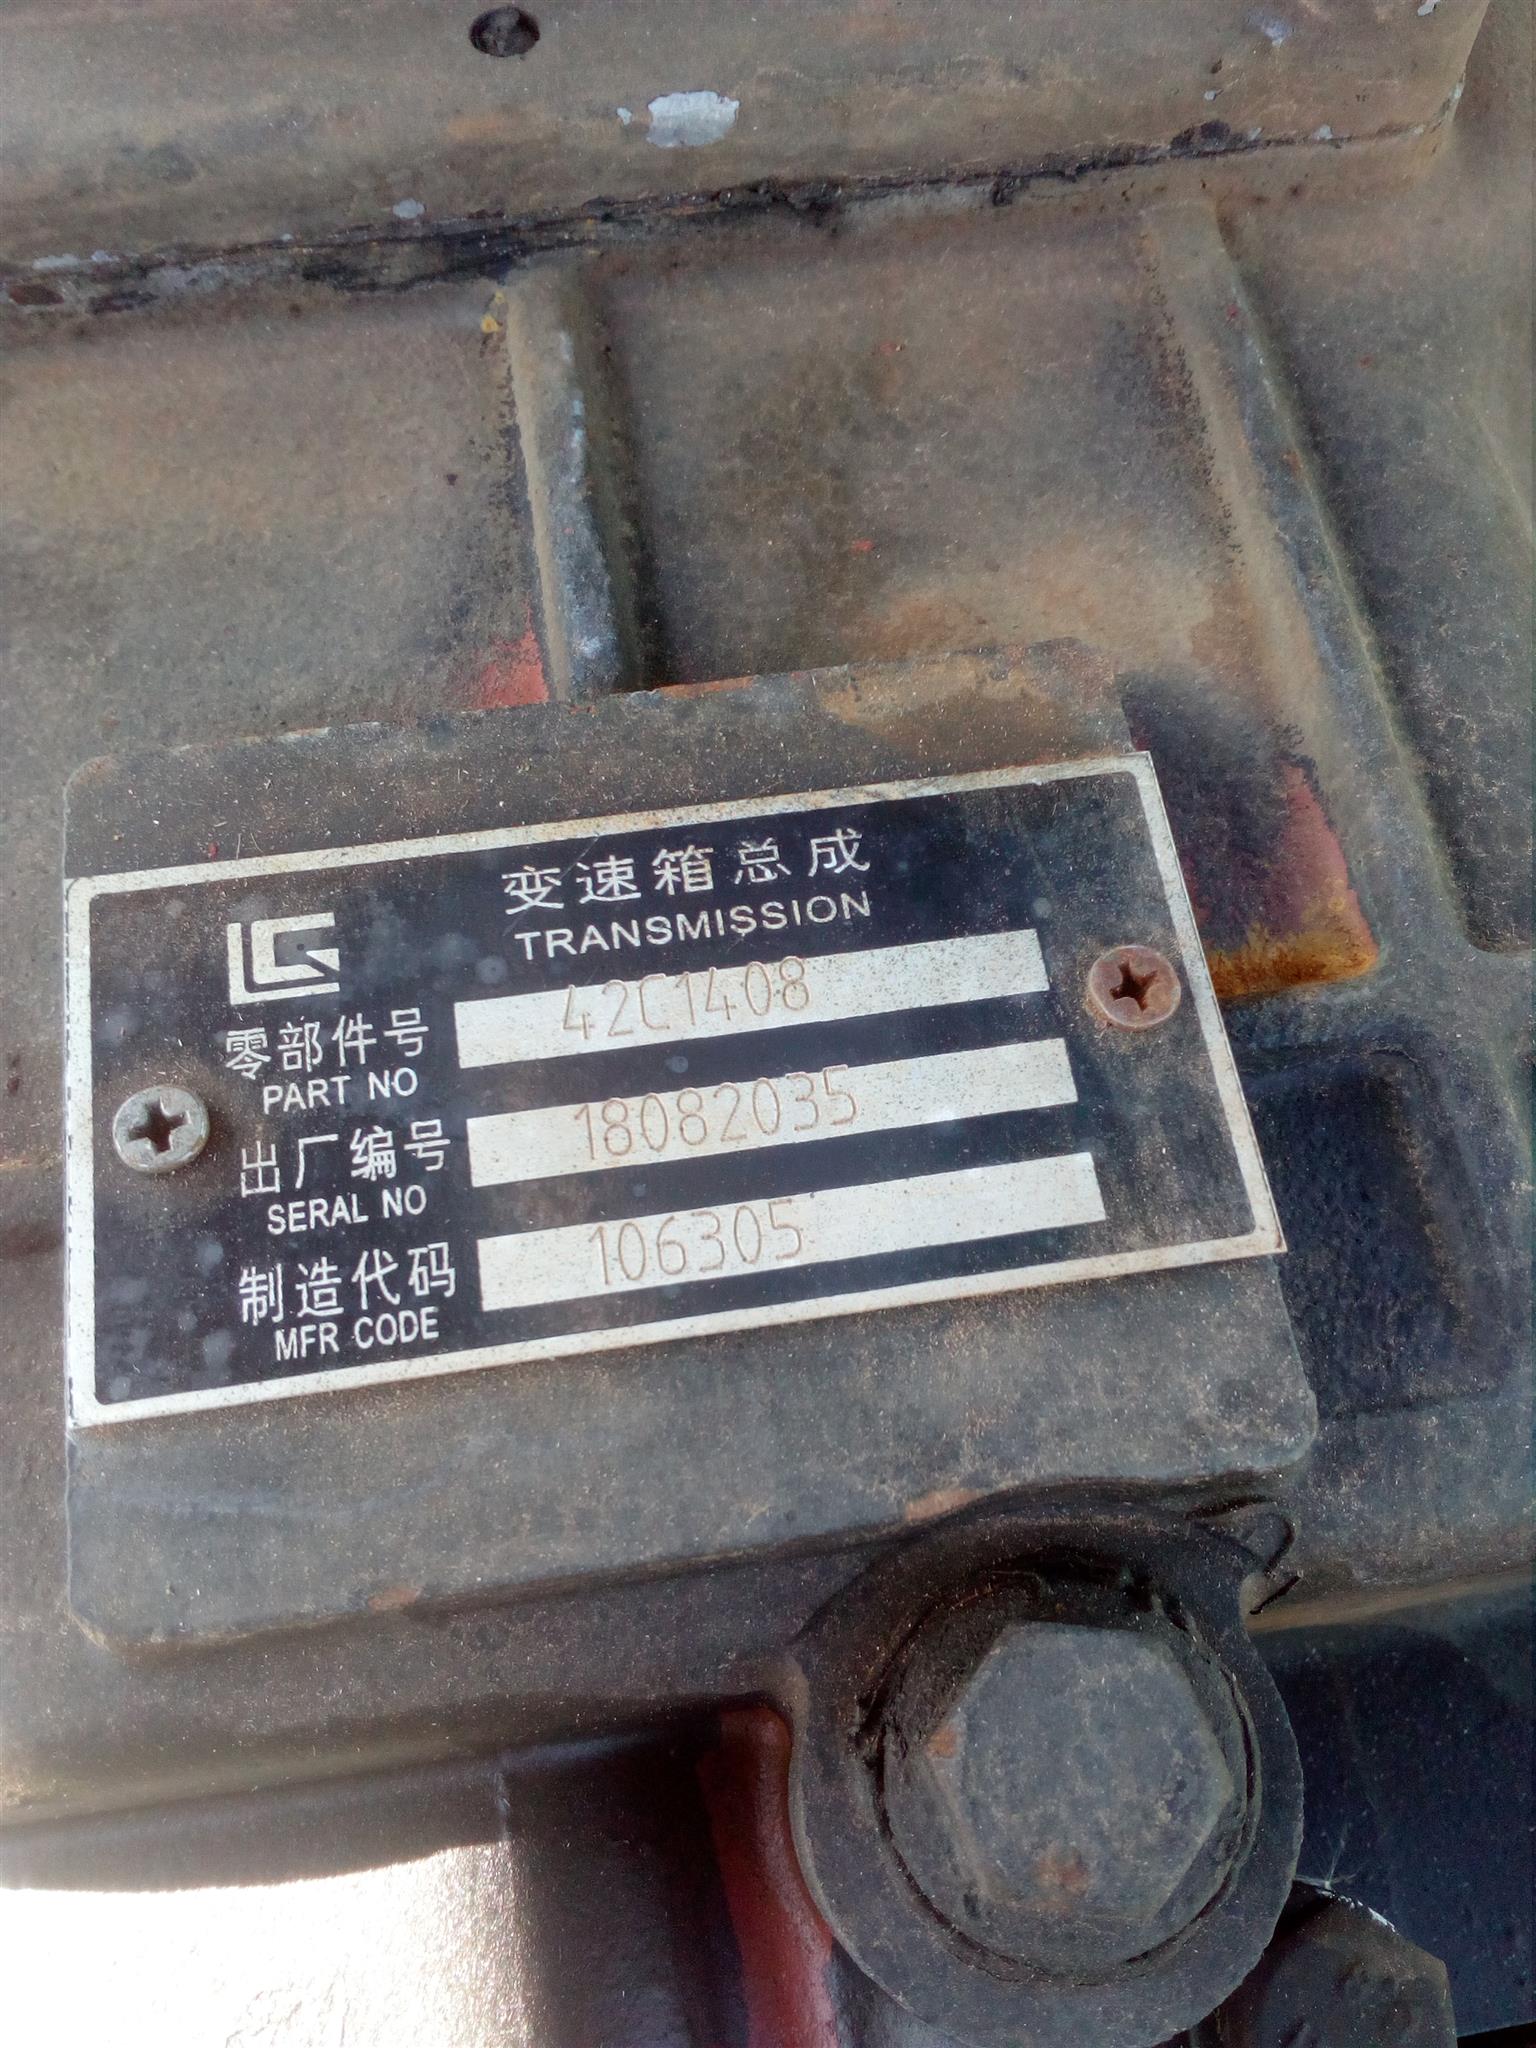 变速箱总成
TRANSMISSION
LG
零部件号 42C1408
PART NO
出厂编号 18082035
SERAL NO
制造代码 106305
MFR CODE